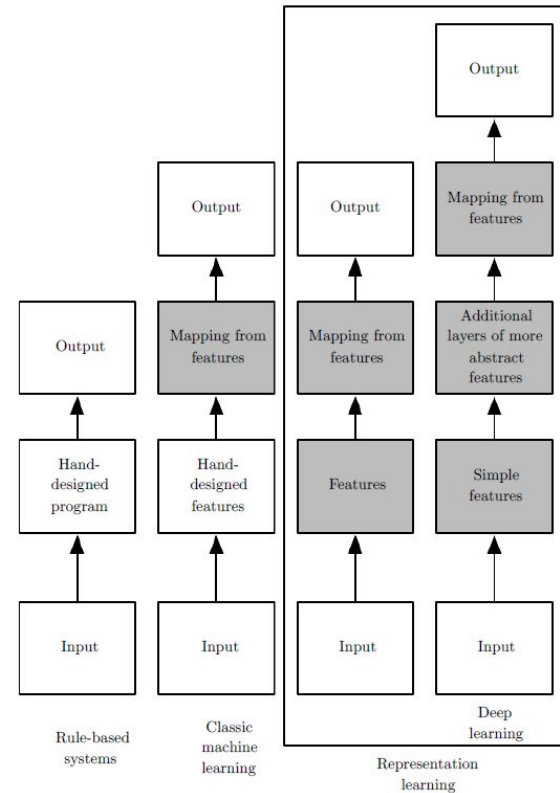 Output
Output
Output
Mapping from
features
Output
Mapping from
features
Mapping from
features
Additional
layers of more
abstract
features
Hand-
designed
program
Hand-
designed
features
Features
Simple
features
Input
Input
Input
Input
Rule-based
systems
Classic
machine
learning
Representation
learning
Deep
learning